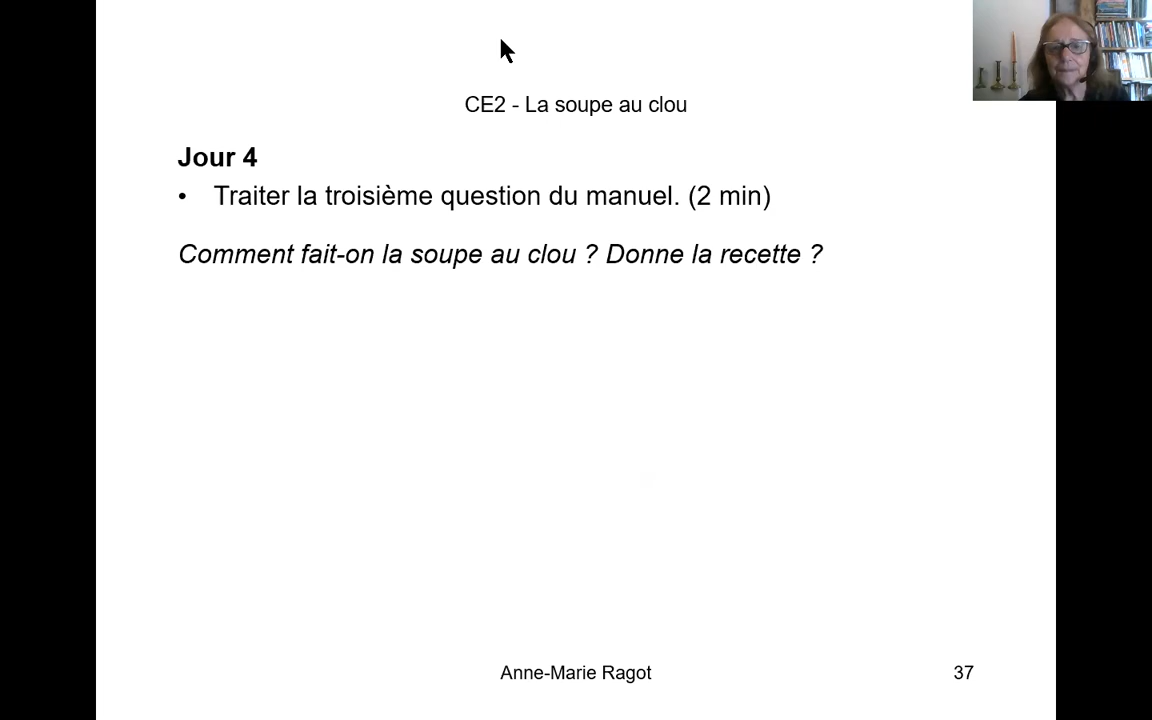 CE2 - La soupe au clou
Jour 4
• Traiter la troisième question du manuel. (2 min)
Comment fait-on la soupe au clou ? Donne la recette ?
Anne-Marie Ragot
37